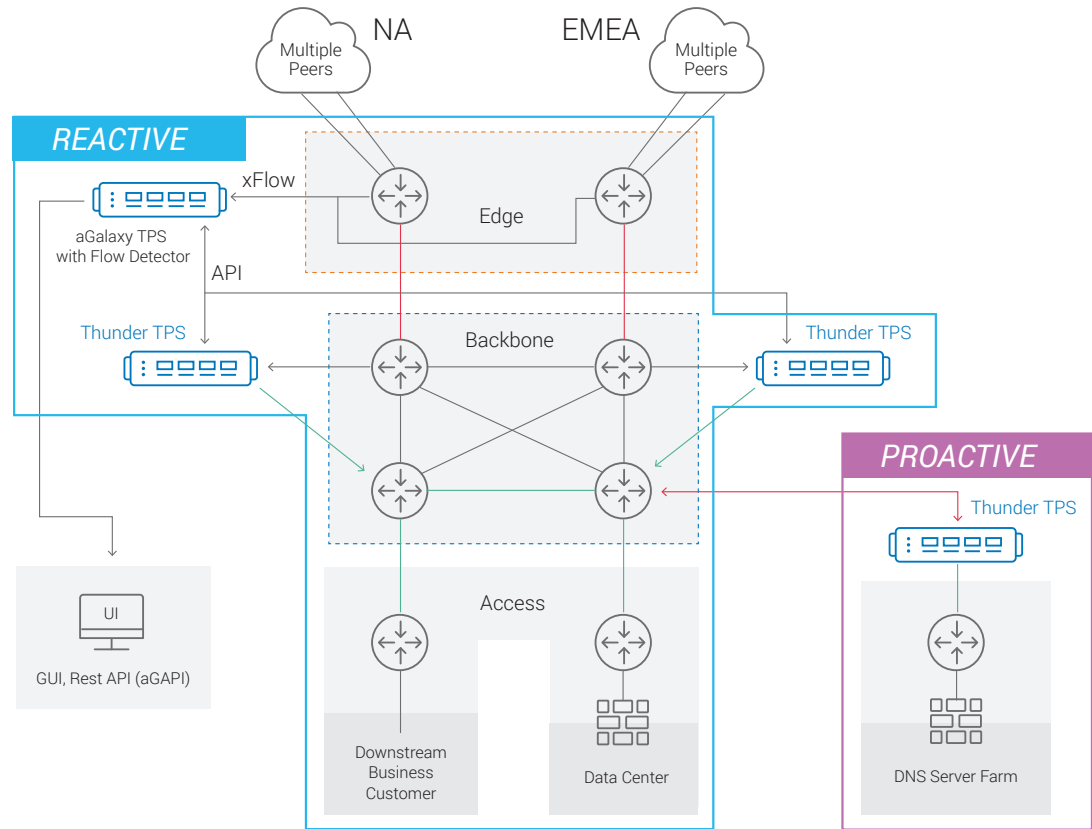 NA
EMEA
Multiple
Peers
Multiple
Peers
REACTIVE
xFlow
Edge
aGalaxy TPS
with Flow Detector
API
Thunder TPS
Backbone
Thunder TPS
PROACTIVE
Thunder TPS
Access
UI
GUI, Rest API (aGAPI)
Downstream
Business
Customer
Data Center
DNS Server Farm